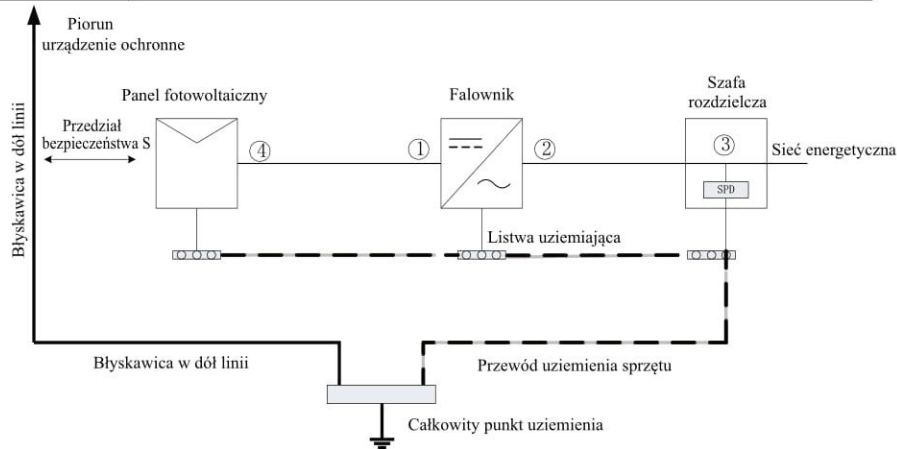 Piorun
urządzenie ochronne
Panel fotowoltaiczny
Falownik
Szafa
rozdzielcza
Przedział
bezpieczeństwa S
Błyskawica w dół linii
④
①
②
③
Sieć energetyczna
SPD
Listwa uziemiająca
Błyskawica w dół linii
Przewód uziemienia sprzętu
Całkowity punkt uziemienia